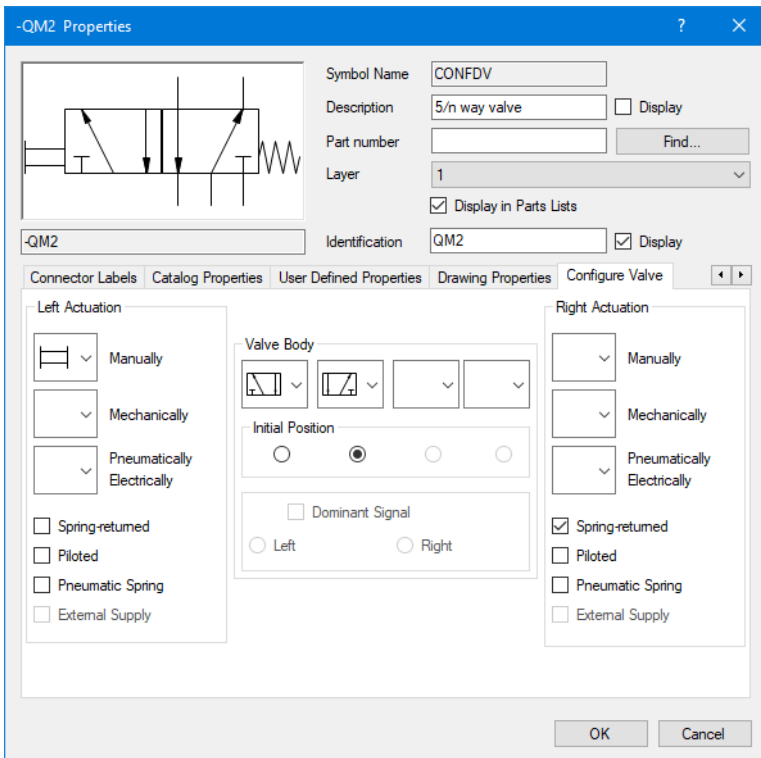 -QM2 Properties ? ×
Symbol Name CONFDV
Description 5/n way valve Display
Part number Find...
Layer 1
Display in Parts Lists
-QM2 Identification QM2 Display
Connector Labels Catalog Properties User Defined Properties Drawing Properties Configure Valve
Left Actuation
Manually
Mechanically
Pneumatically
Electrically
Spring-returned
Piloted
Pneumatic Spring
External Supply
Valve Body
Initial Position
Dominant Signal
Left Right
Right Actuation
Manually
Mechanically
Pneumatically
Electrically
Spring-returned
Piloted
Pneumatic Spring
External Supply
OK Cancel